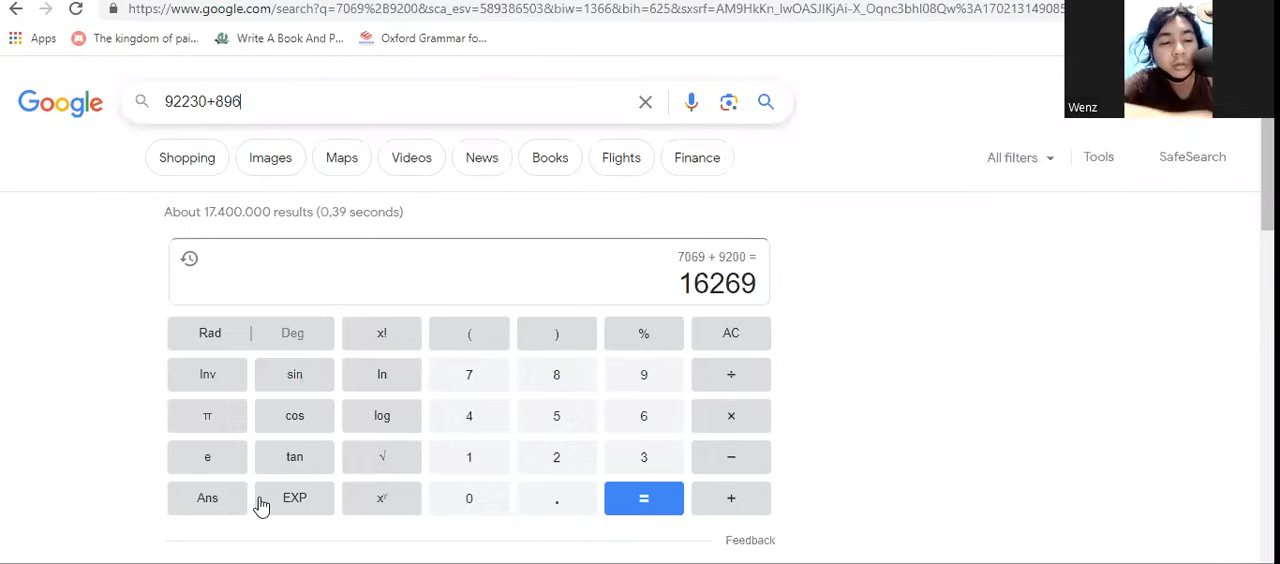 https://www.google.com/search?q=7069%2B9200&sca_esv=589386503&biw=1366&bih=625&sxsrf=AM9HkKn_IwOASJIKjAi-X_Oqnc3bhl08Qw%3A170213149085
Apps The kingdom of pai... Write A Book And P... Oxford Grammar fo...
Wenz
Google 92230+896
Shopping Images Maps Videos News Books Flights Finance All filters Tools SafeSearch
About 17.400.000 results (0,39 seconds)
7069 + 9200 =
16269
Rad | Deg x! ( ) % AC
Inv sin ln 7 8 9 ÷
π cos log 4 5 6 ×
e tan √ 1 2 3 −
Ans EXP xʸ 0 . = +
Feedback